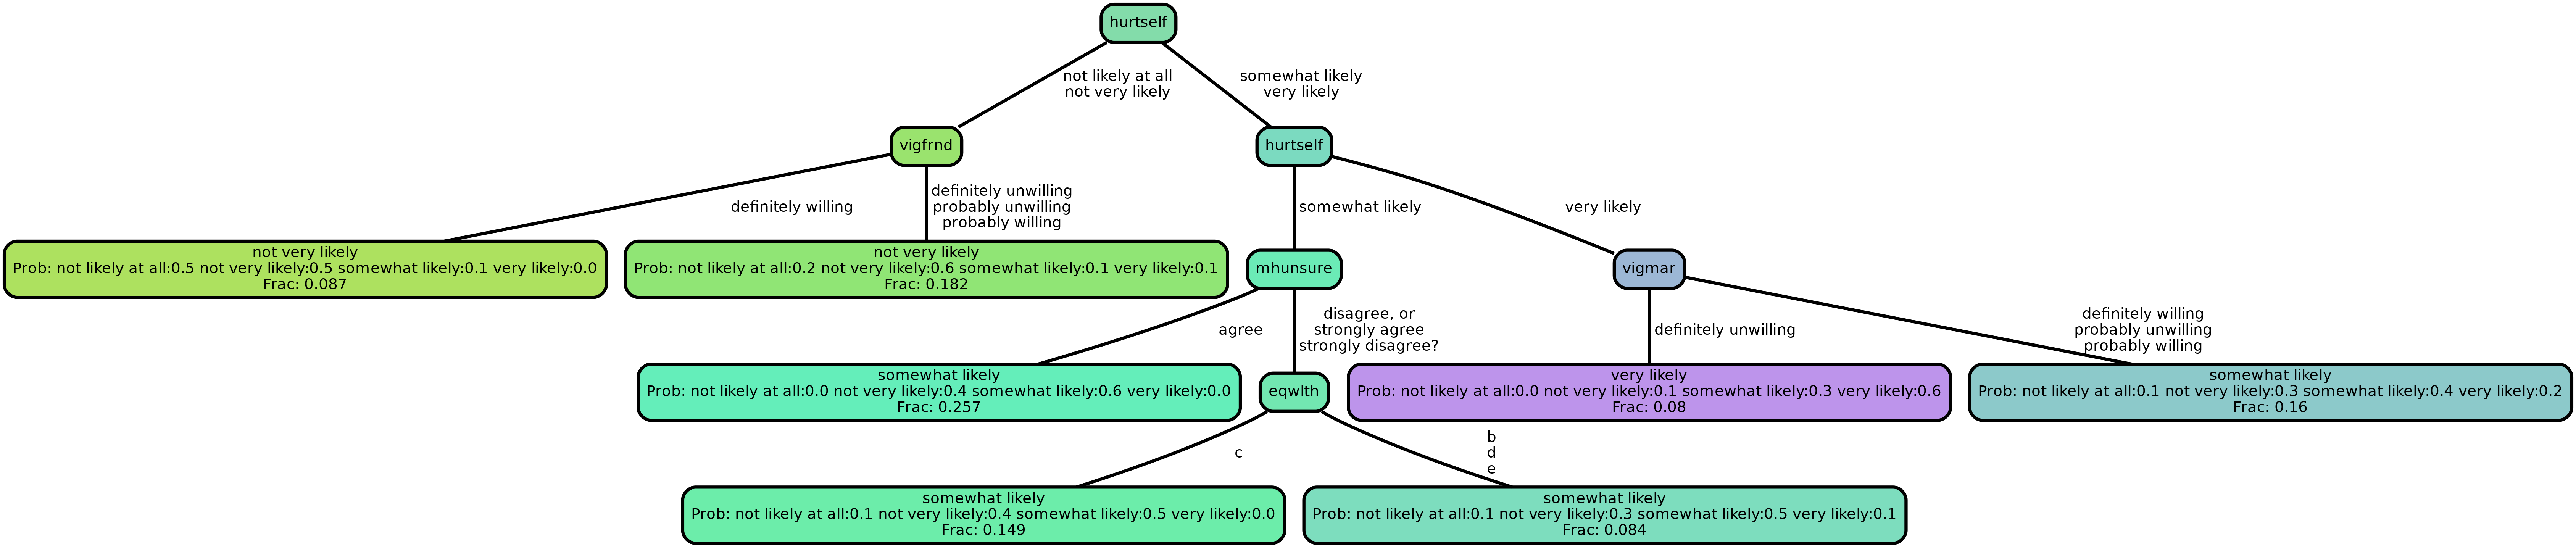 hurtself
not likely at all
not very likely
somewhat likely
very likely
vigfrnd
hurtself
definitely willing
definitely unwilling
probably unwilling
probably willing
somewhat likely
very likely
not very likely
Prob: not likely at all:0.5 not very likely:0.5 somewhat likely:0.1 very likely:0.0
Frac: 0.087
not very likely
Prob: not likely at all:0.2 not very likely:0.6 somewhat likely:0.1 very likely:0.1
Frac: 0.182
mhunsure
vigmar
agree
disagree, or
strongly agree
strongly disagree?
definitely unwilling
definitely willing
probably unwilling
probably willing
somewhat likely
Prob: not likely at all:0.0 not very likely:0.4 somewhat likely:0.6 very likely:0.0
Frac: 0.257
eqwlth
very likely
Prob: not likely at all:0.0 not very likely:0.1 somewhat likely:0.3 very likely:0.6
Frac: 0.08
somewhat likely
Prob: not likely at all:0.1 not very likely:0.3 somewhat likely:0.4 very likely:0.2
Frac: 0.16
c
b
d
e
somewhat likely
Prob: not likely at all:0.1 not very likely:0.4 somewhat likely:0.5 very likely:0.0
Frac: 0.149
somewhat likely
Prob: not likely at all:0.1 not very likely:0.3 somewhat likely:0.5 very likely:0.1
Frac: 0.084